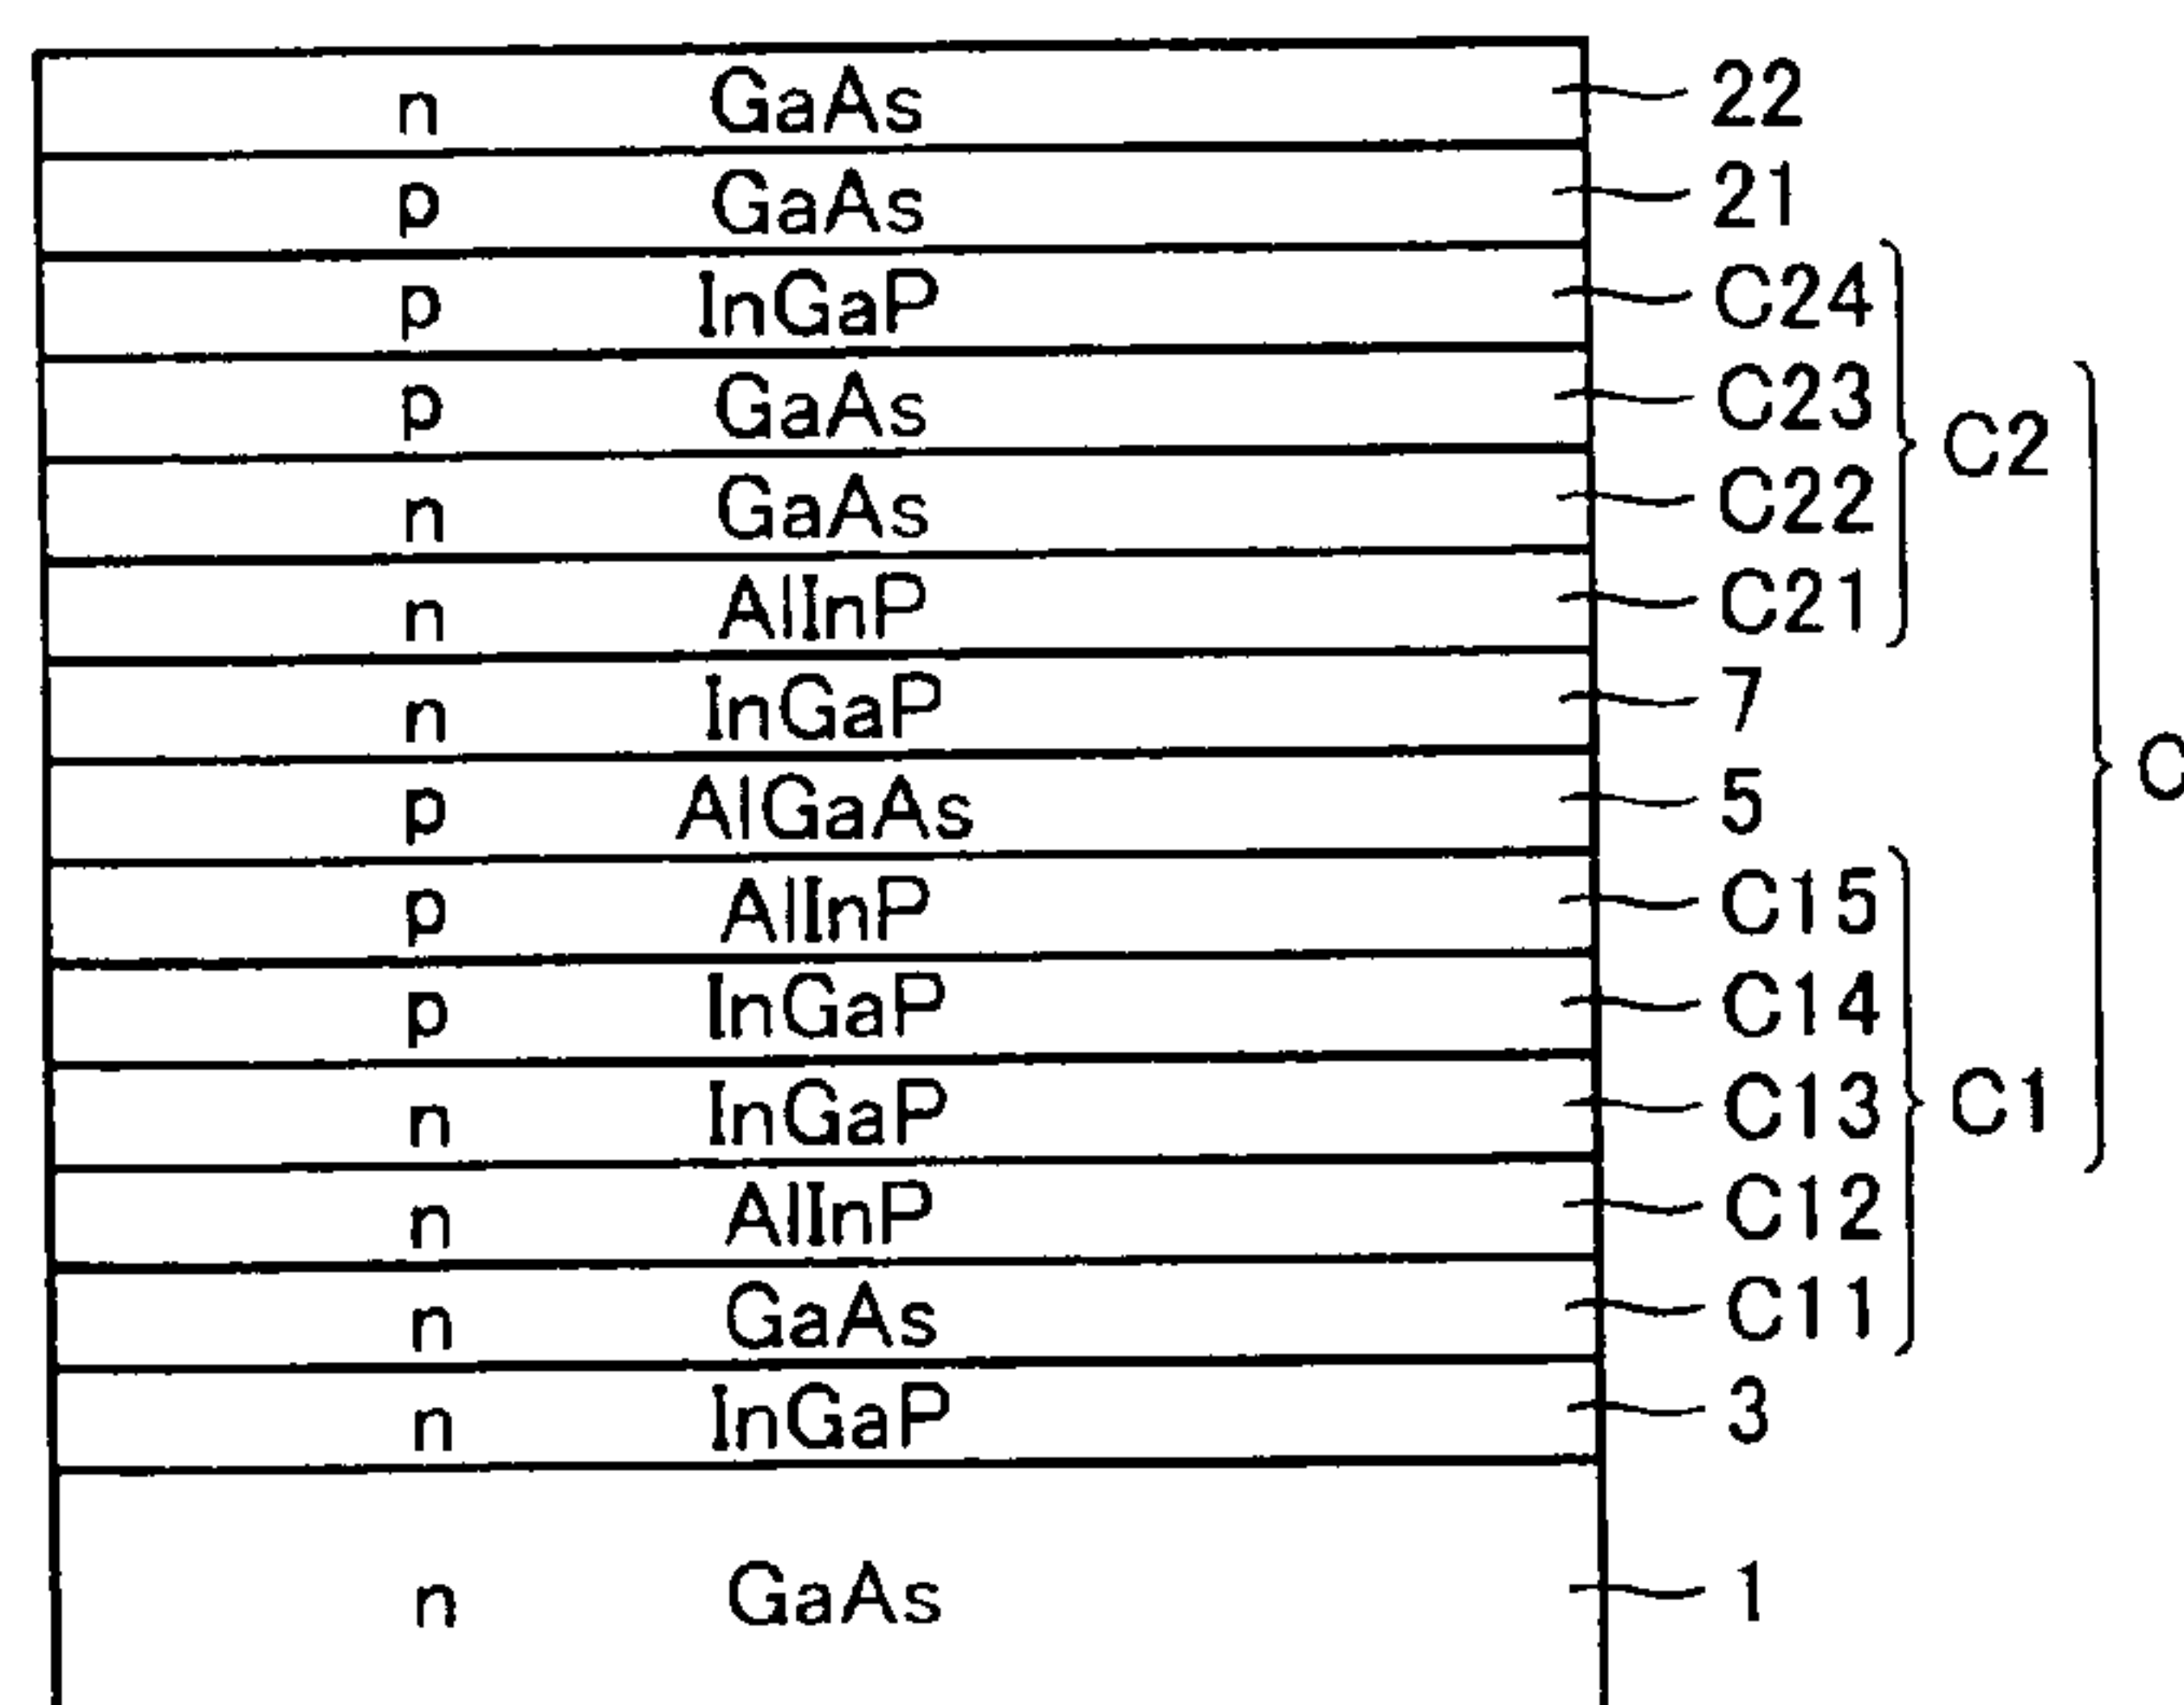 n GaAs 22
p GaAs 21
p InGaP C24
p GaAs C23
C2
n GaAs C22
n AlInP C21
n InGaP 7
C
p AlGaAs 5
p AlInP C15
p InGaP C14
n InGaP C13
C1
n AlInP C12
n GaAs C11
n InGaP 3
n GaAs 1